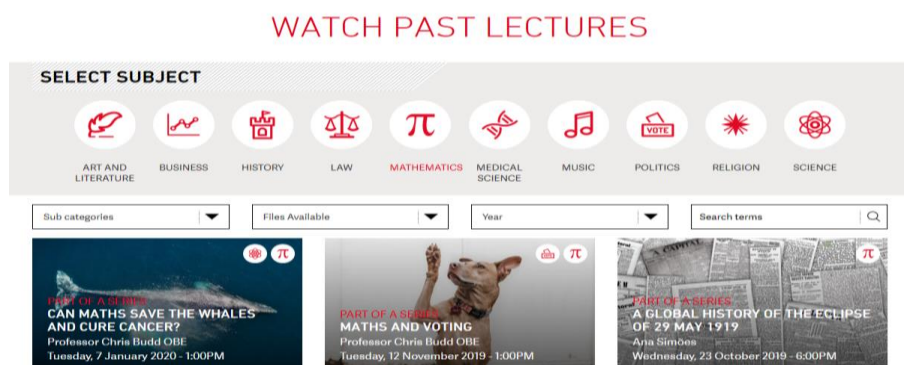 WATCH PAST LECTURES
SELECT SUBJECT
π
VOTE
ART AND
LITERATURE
BUSINESS
HISTORY
LAW
MATHEMATICS
MEDICAL
SCIENCE
MUSIC
POLITICS
RELIGION
SCIENCE
Sub categories
Files Available
Year
Search terms
π
PART OF A SERIES
CAN MATHS SAVE THE WHALES
AND CURE CANCER?
Professor Chris Budd OBE
Tuesday, 7 January 2020 - 1:00PM
π
PART OF A SERIES
MATHS AND VOTING
Professor Chris Budd OBE
Tuesday, 12 November 2019 - 1:00PM
A CAPITAL
π
PART OF A SERIES
A GLOBAL HISTORY OF THE ECLIPSE
OF 29 MAY 1919
Ana Simões
Wednesday, 23 October 2019 - 6:00PM